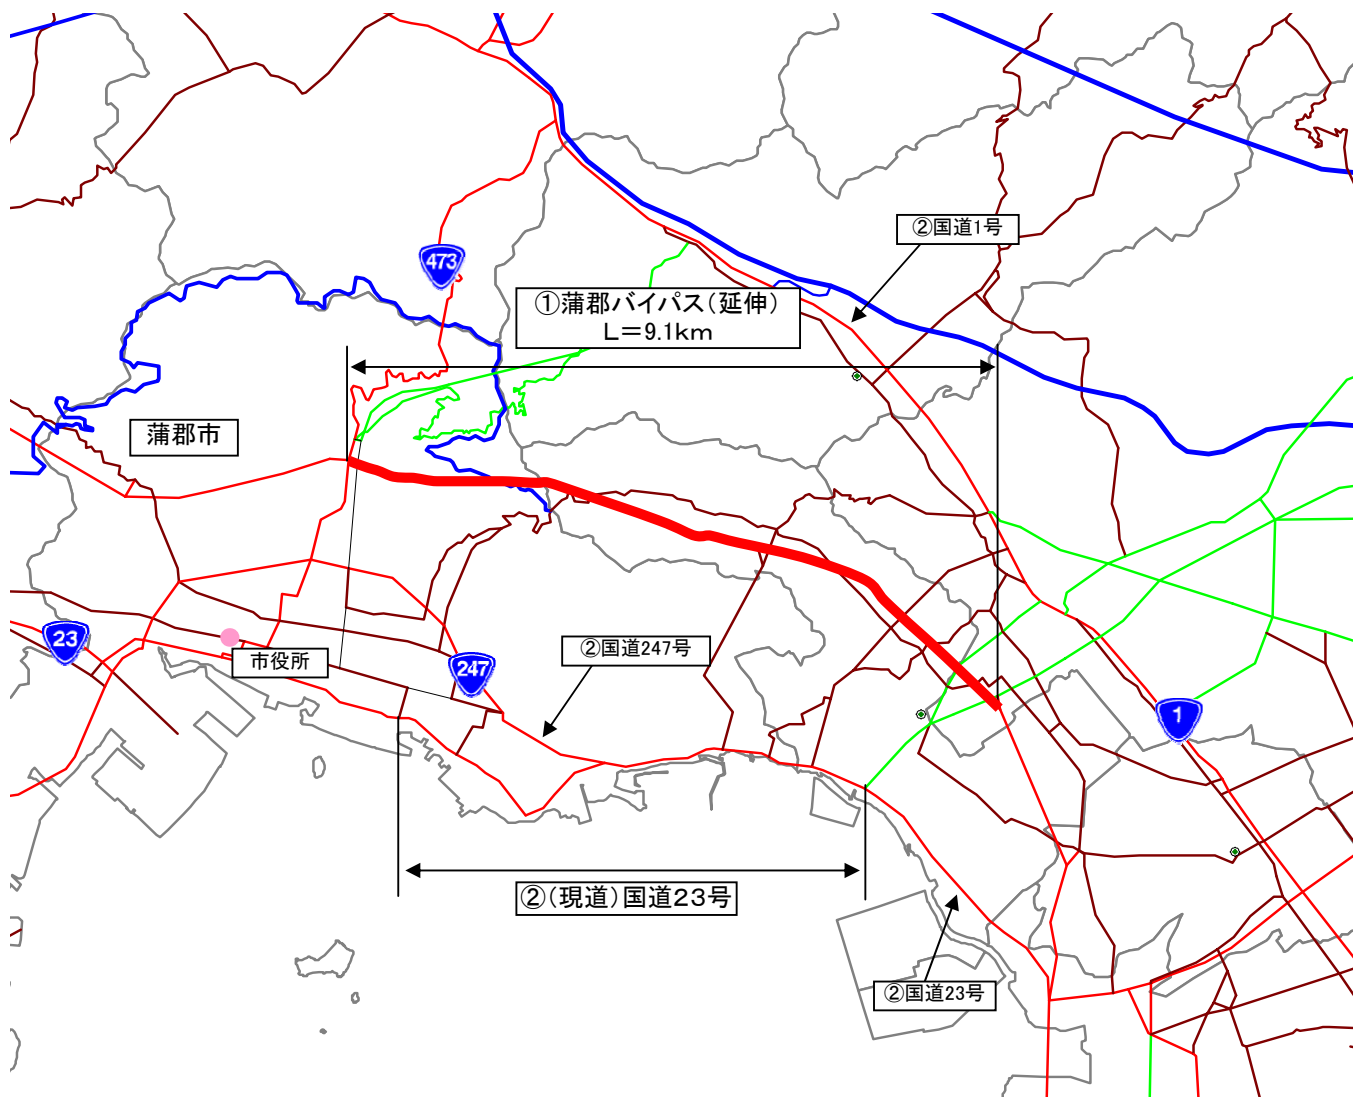 ②国道1号
473
①蒲郡バイパス(延伸)
L=9.1km
蒲郡市
23
市役所
247
②国道247号
1
②(現道)国道23号
②国道23号